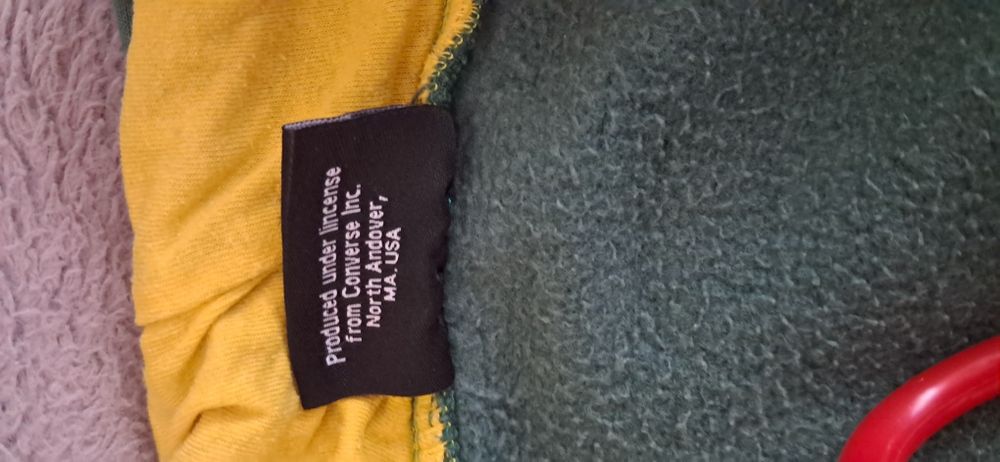 Produced under lincense
from Converse Inc.
North Andover,
MA. USA